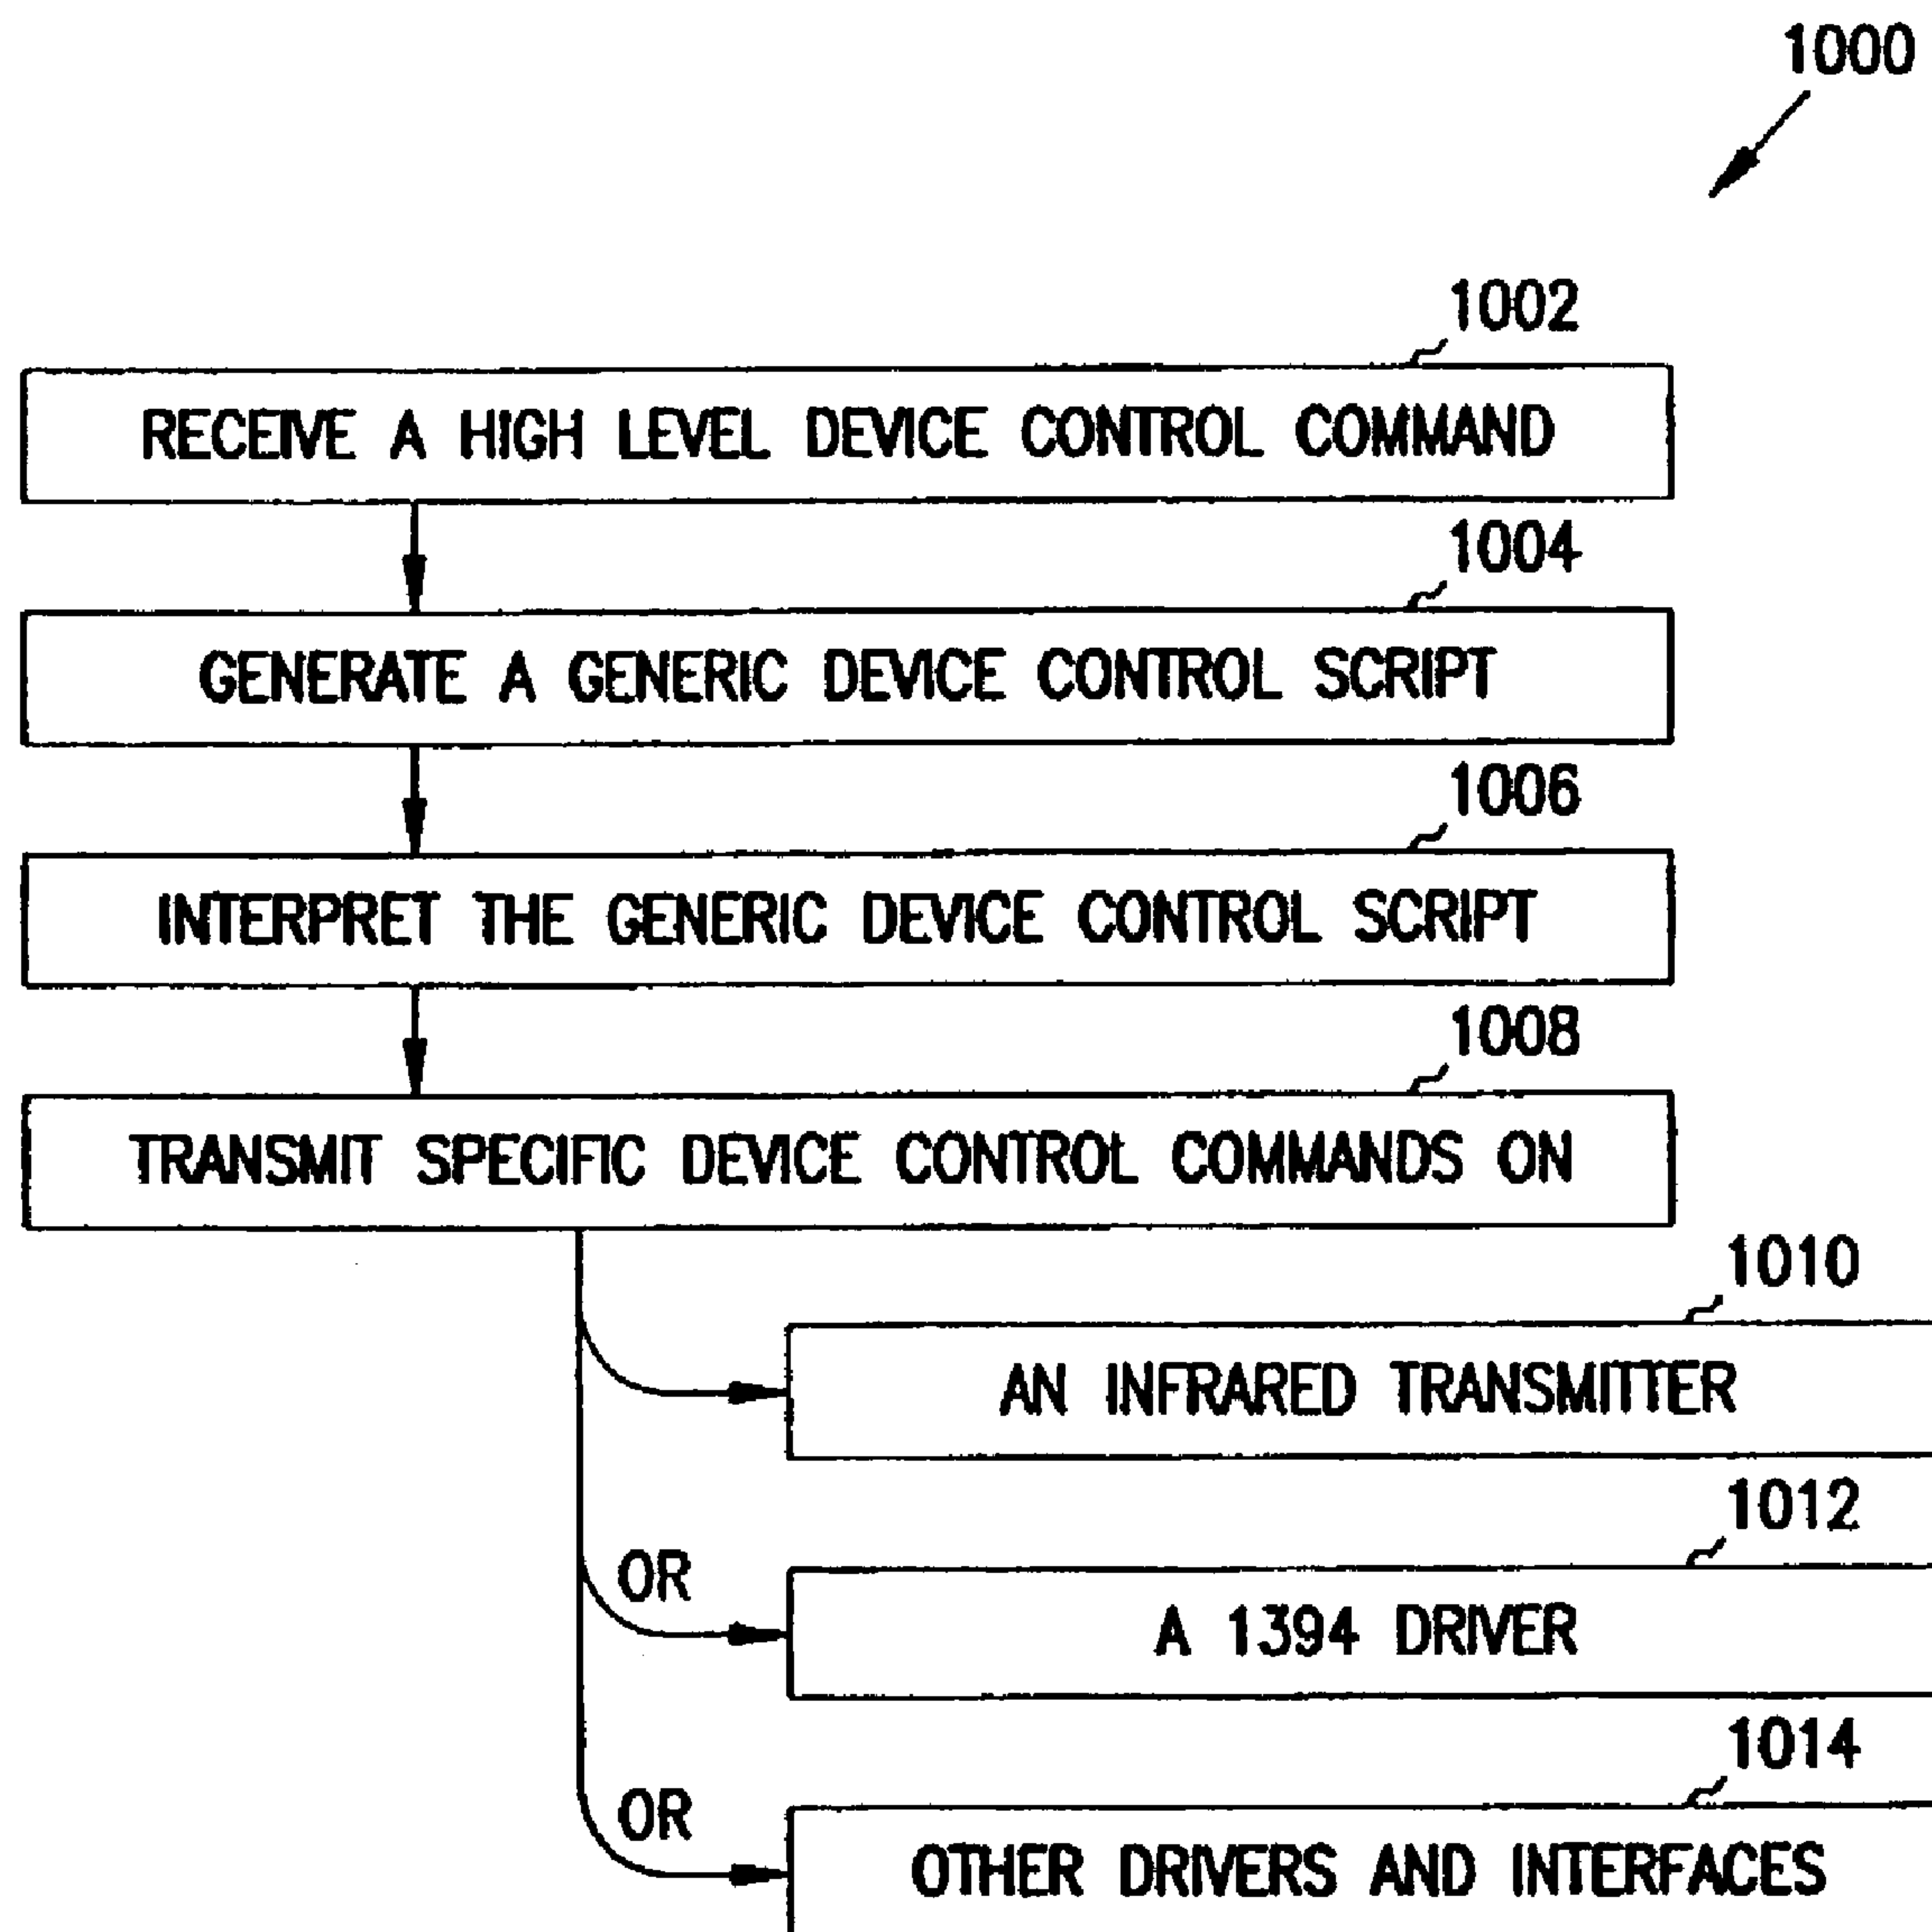 1000
1002
RECEIVE A HIGH LEVEL DEVICE CONTROL COMMAND
1004
GENERATE A GENERIC DEVICE CONTROL SCRIPT
1006
INTERPRET THE GENERIC DEVICE CONTROL SCRIPT
1008
TRANSMIT SPECIFIC DEVICE CONTROL COMMANDS ON
1010
AN INFRARED TRANSMITTER
1012
OR
A 1394 DRIVER
1014
OR
OTHER DRIVERS AND INTERFACES